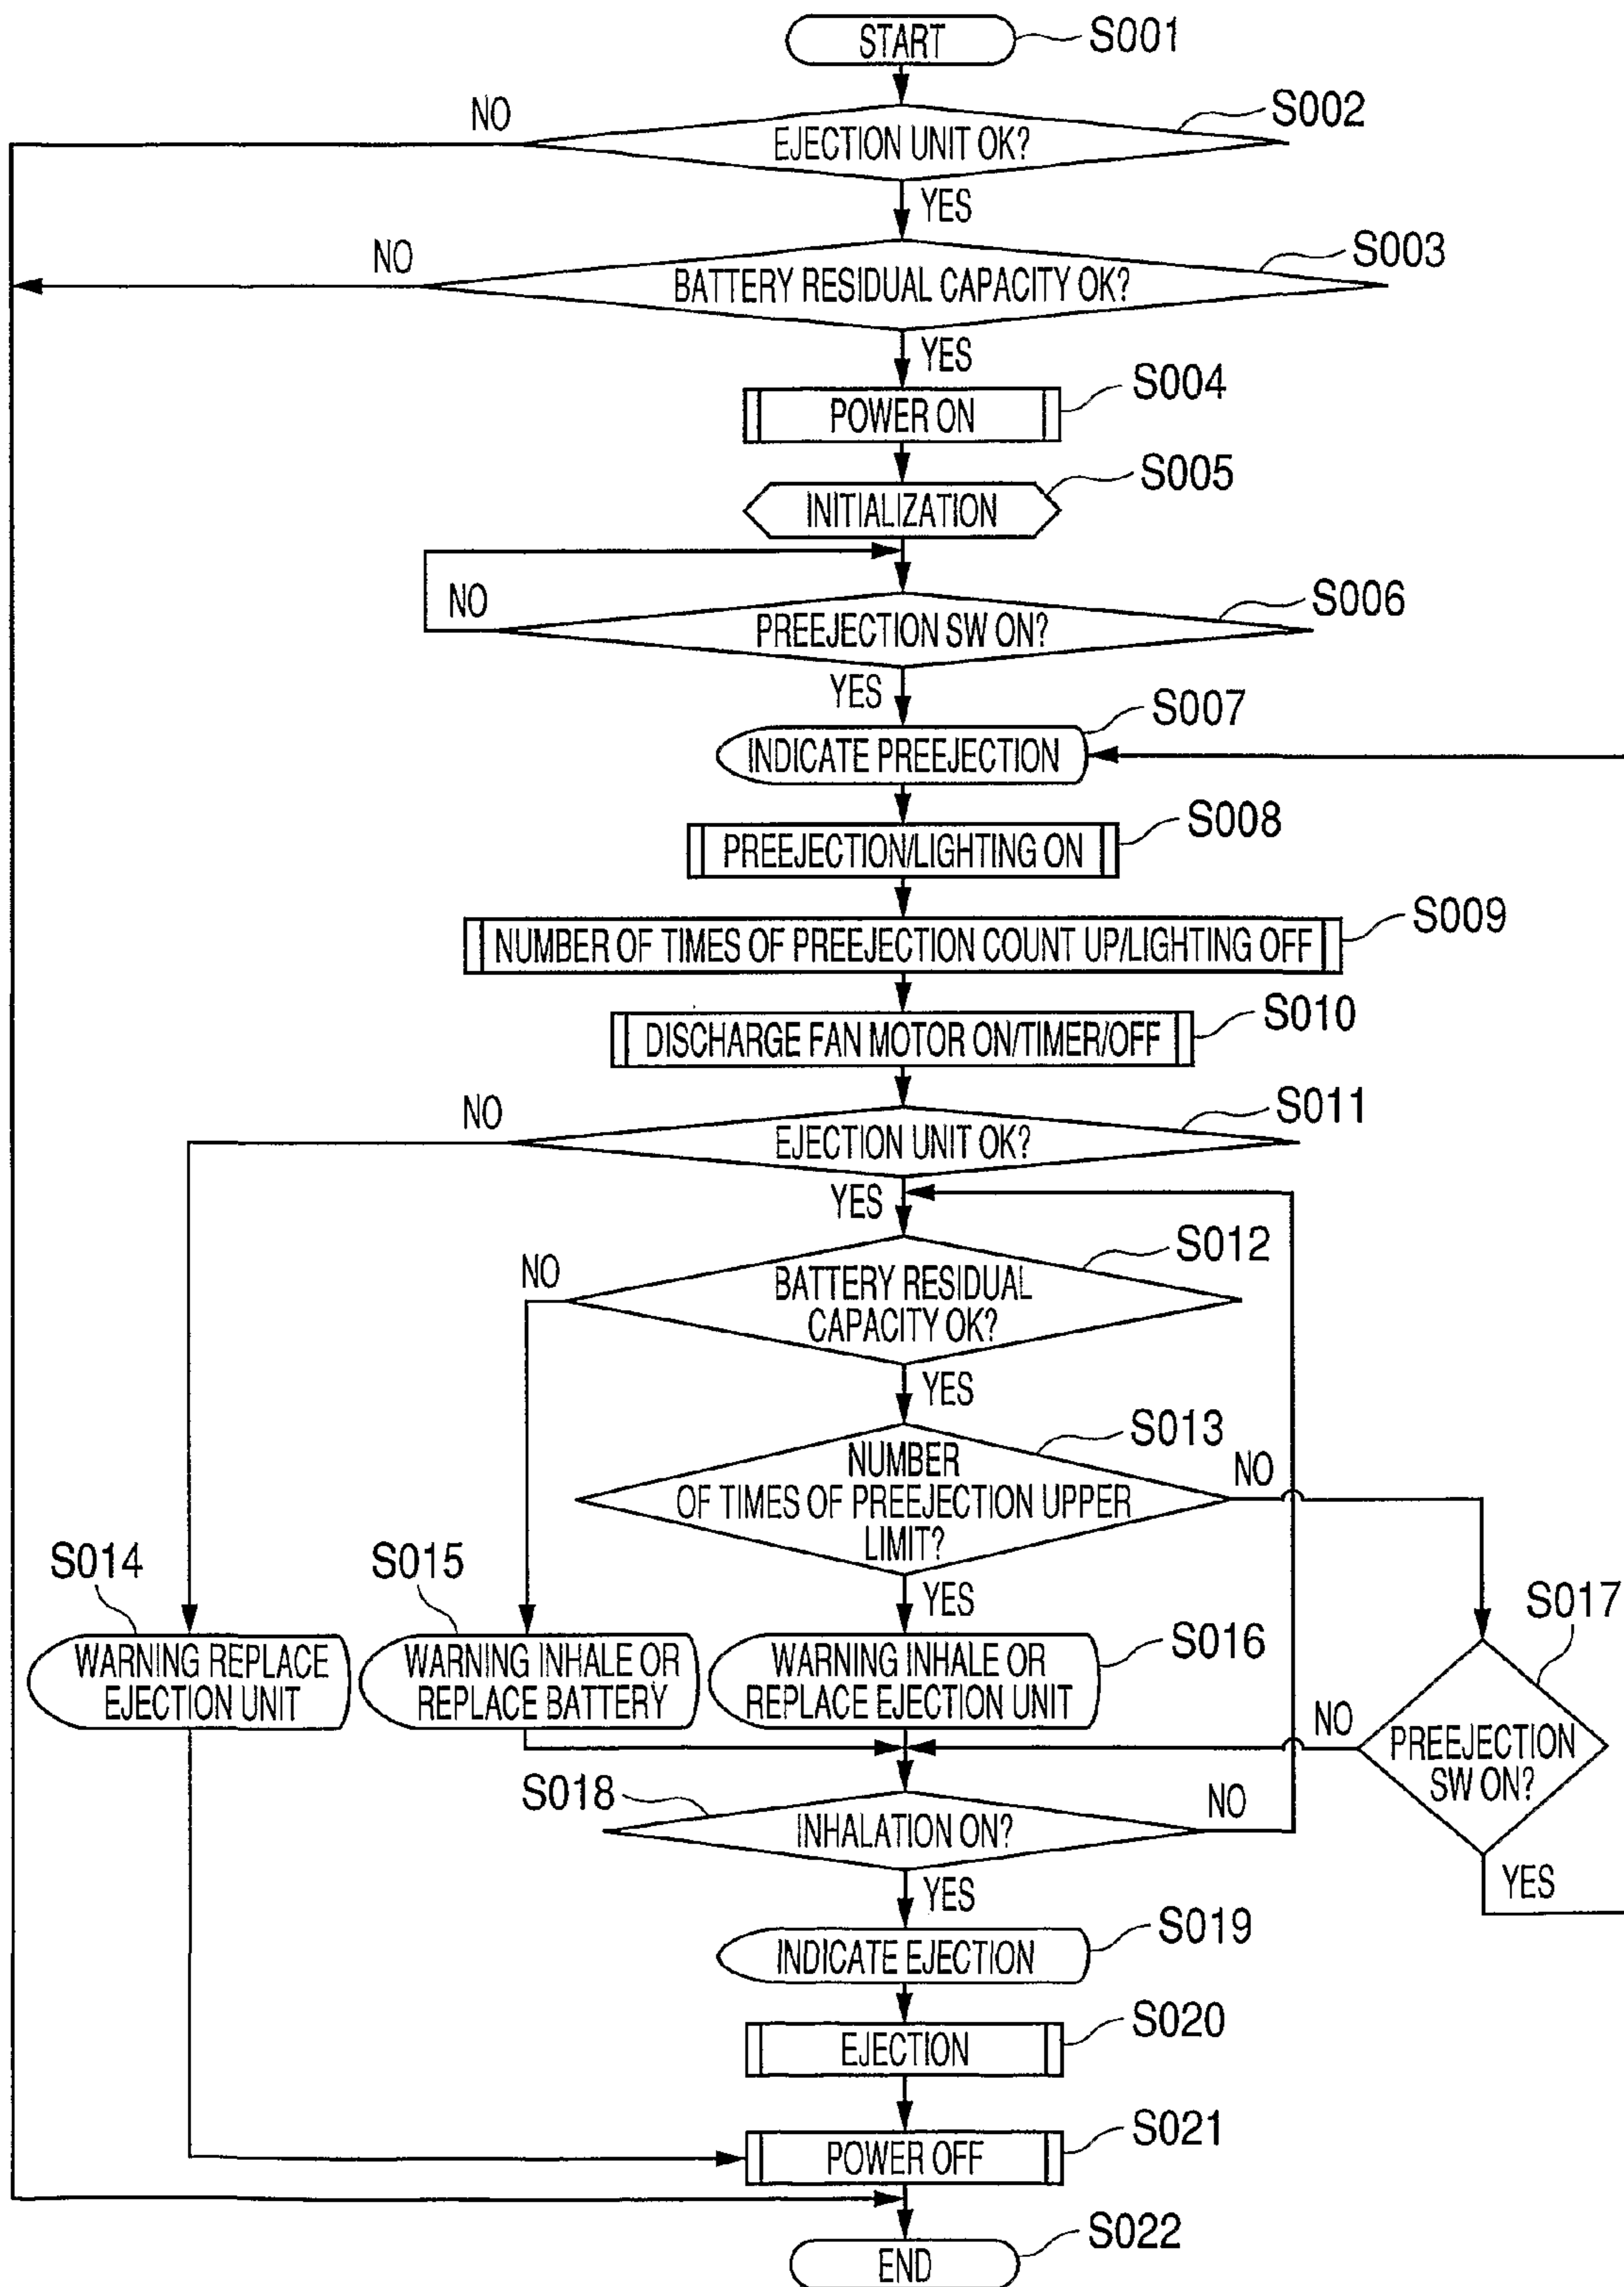 START
S001
NO
EJECTION UNIT OK?
S002
YES
NO
BATTERY RESIDUAL CAPACITY OK?
S003
YES
POWER ON
S004
INITIALIZATION
S005
NO
PREEJECTION SW ON?
S006
YES
INDICATE PREEJECTION
S007
PREEJECTION/LIGHTING ON
S008
NUMBER OF TIMES OF PREEJECTION COUNT UP/LIGHTING OFF
S009
DISCHARGE FAN MOTOR ON/TIMER/OFF
S010
NO
EJECTION UNIT OK?
S011
YES
NO
BATTERY RESIDUAL
CAPACITY OK?
S012
YES
NUMBER
OF TIMES OF PREEJECTION UPPER
LIMIT?
S013
NO
YES
S014
WARNING REPLACE
EJECTION UNIT
S015
WARNING INHALE OR
REPLACE BATTERY
WARNING INHALE OR
REPLACE EJECTION UNIT
S016
S017
PREEJECTION
SW ON?
NO
YES
S018
INHALATION ON?
NO
YES
INDICATE EJECTION
S019
EJECTION
S020
POWER OFF
S021
END
S022